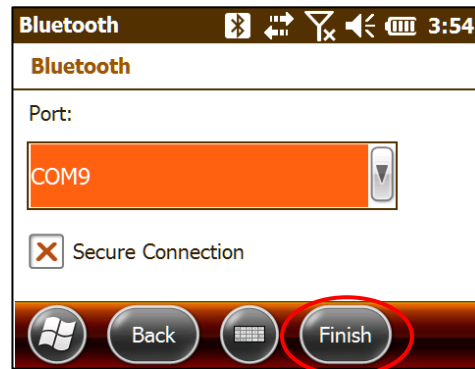 Bluetooth 3:54
Bluetooth
Port:
COM9
Secure Connection
Back Finish